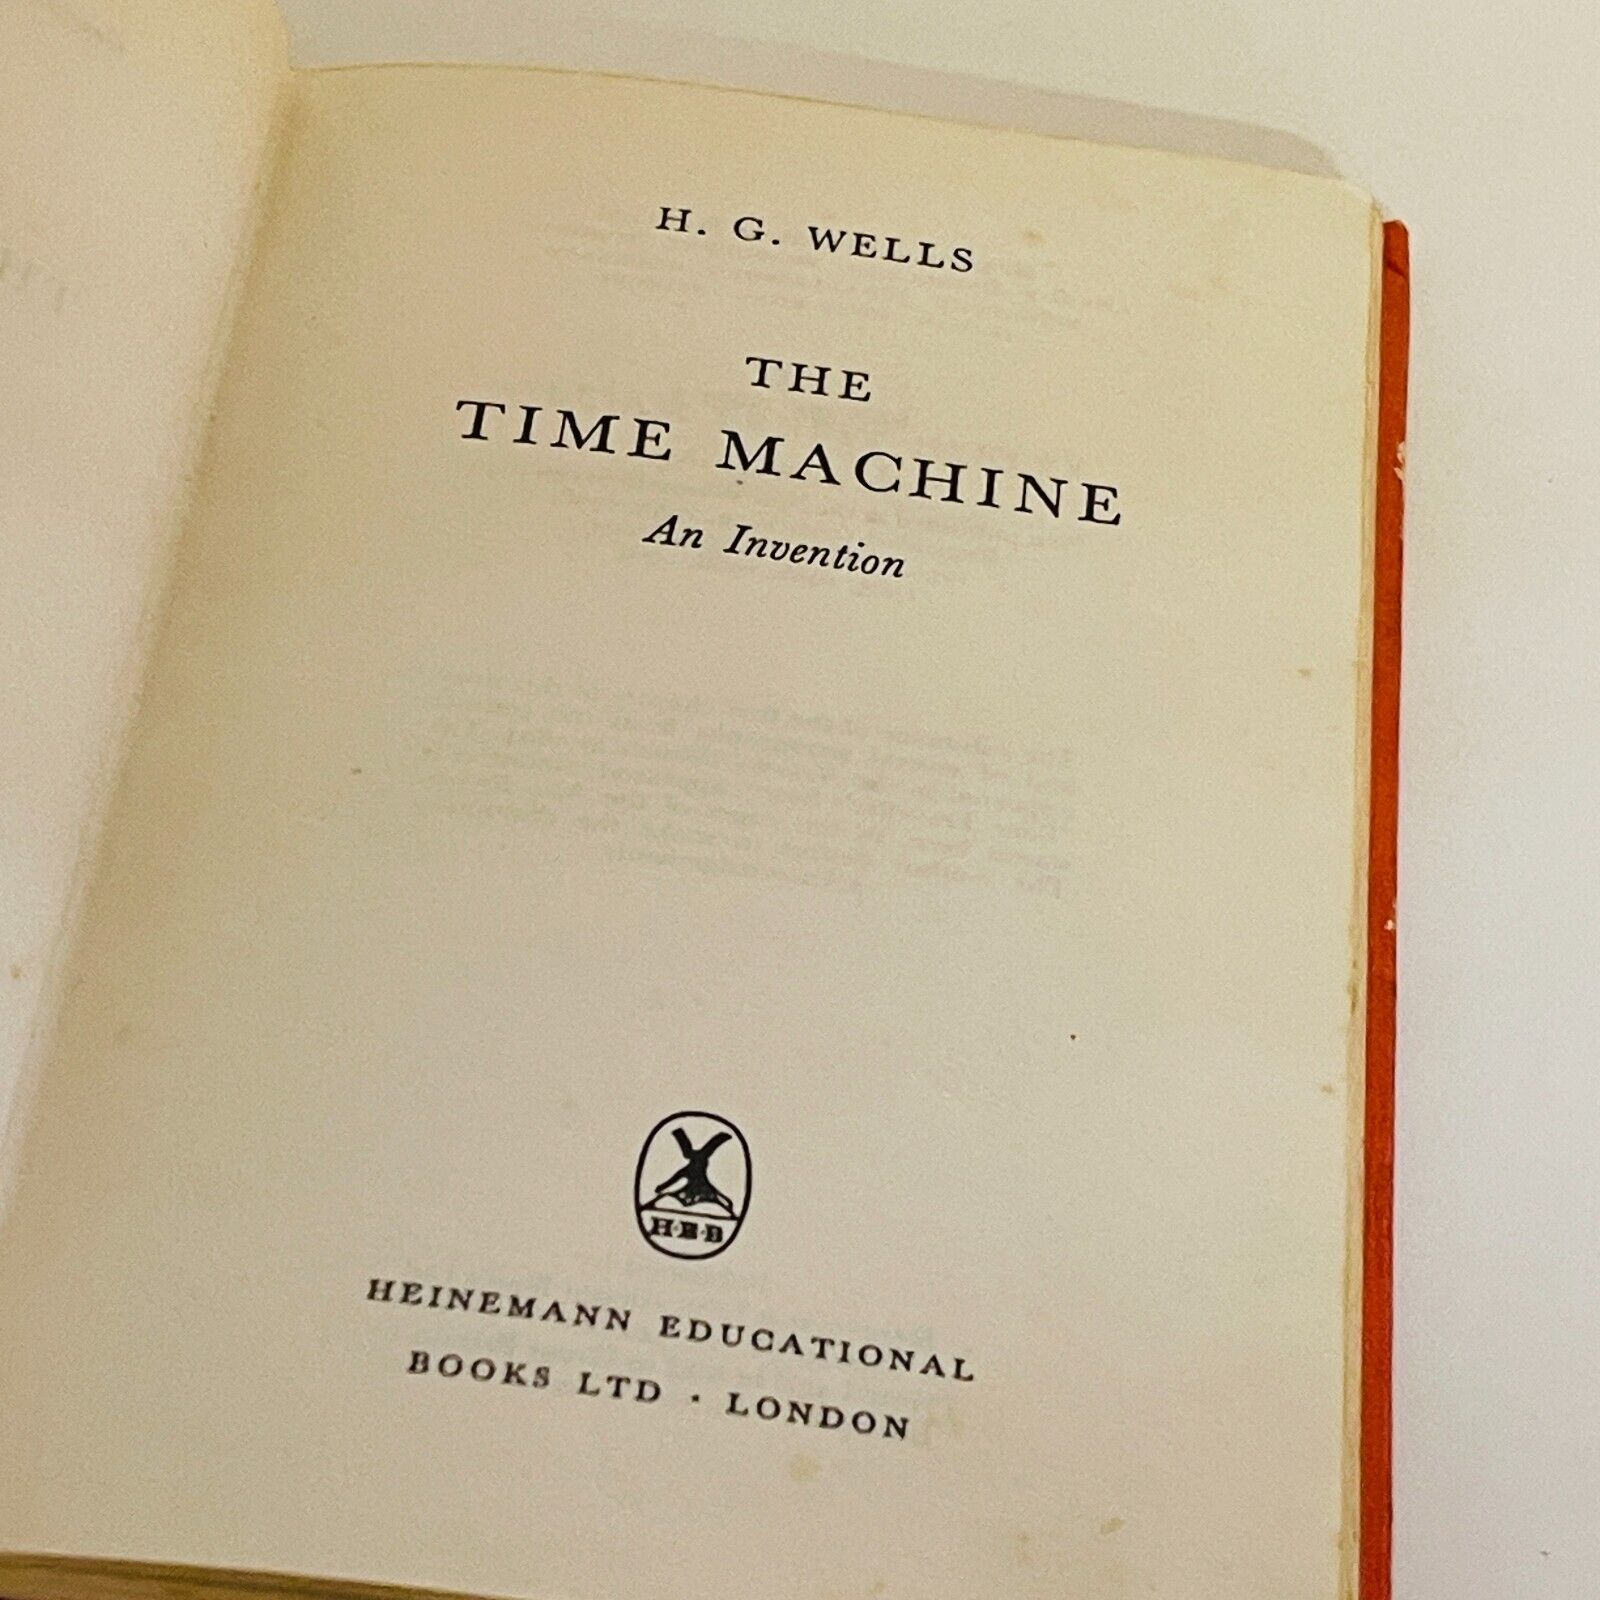 H. G. WELLS
THE
TIME MACHINE
An Invention
H·E·B
HEINEMANN EDUCATIONAL
BOOKS LTD · LONDON